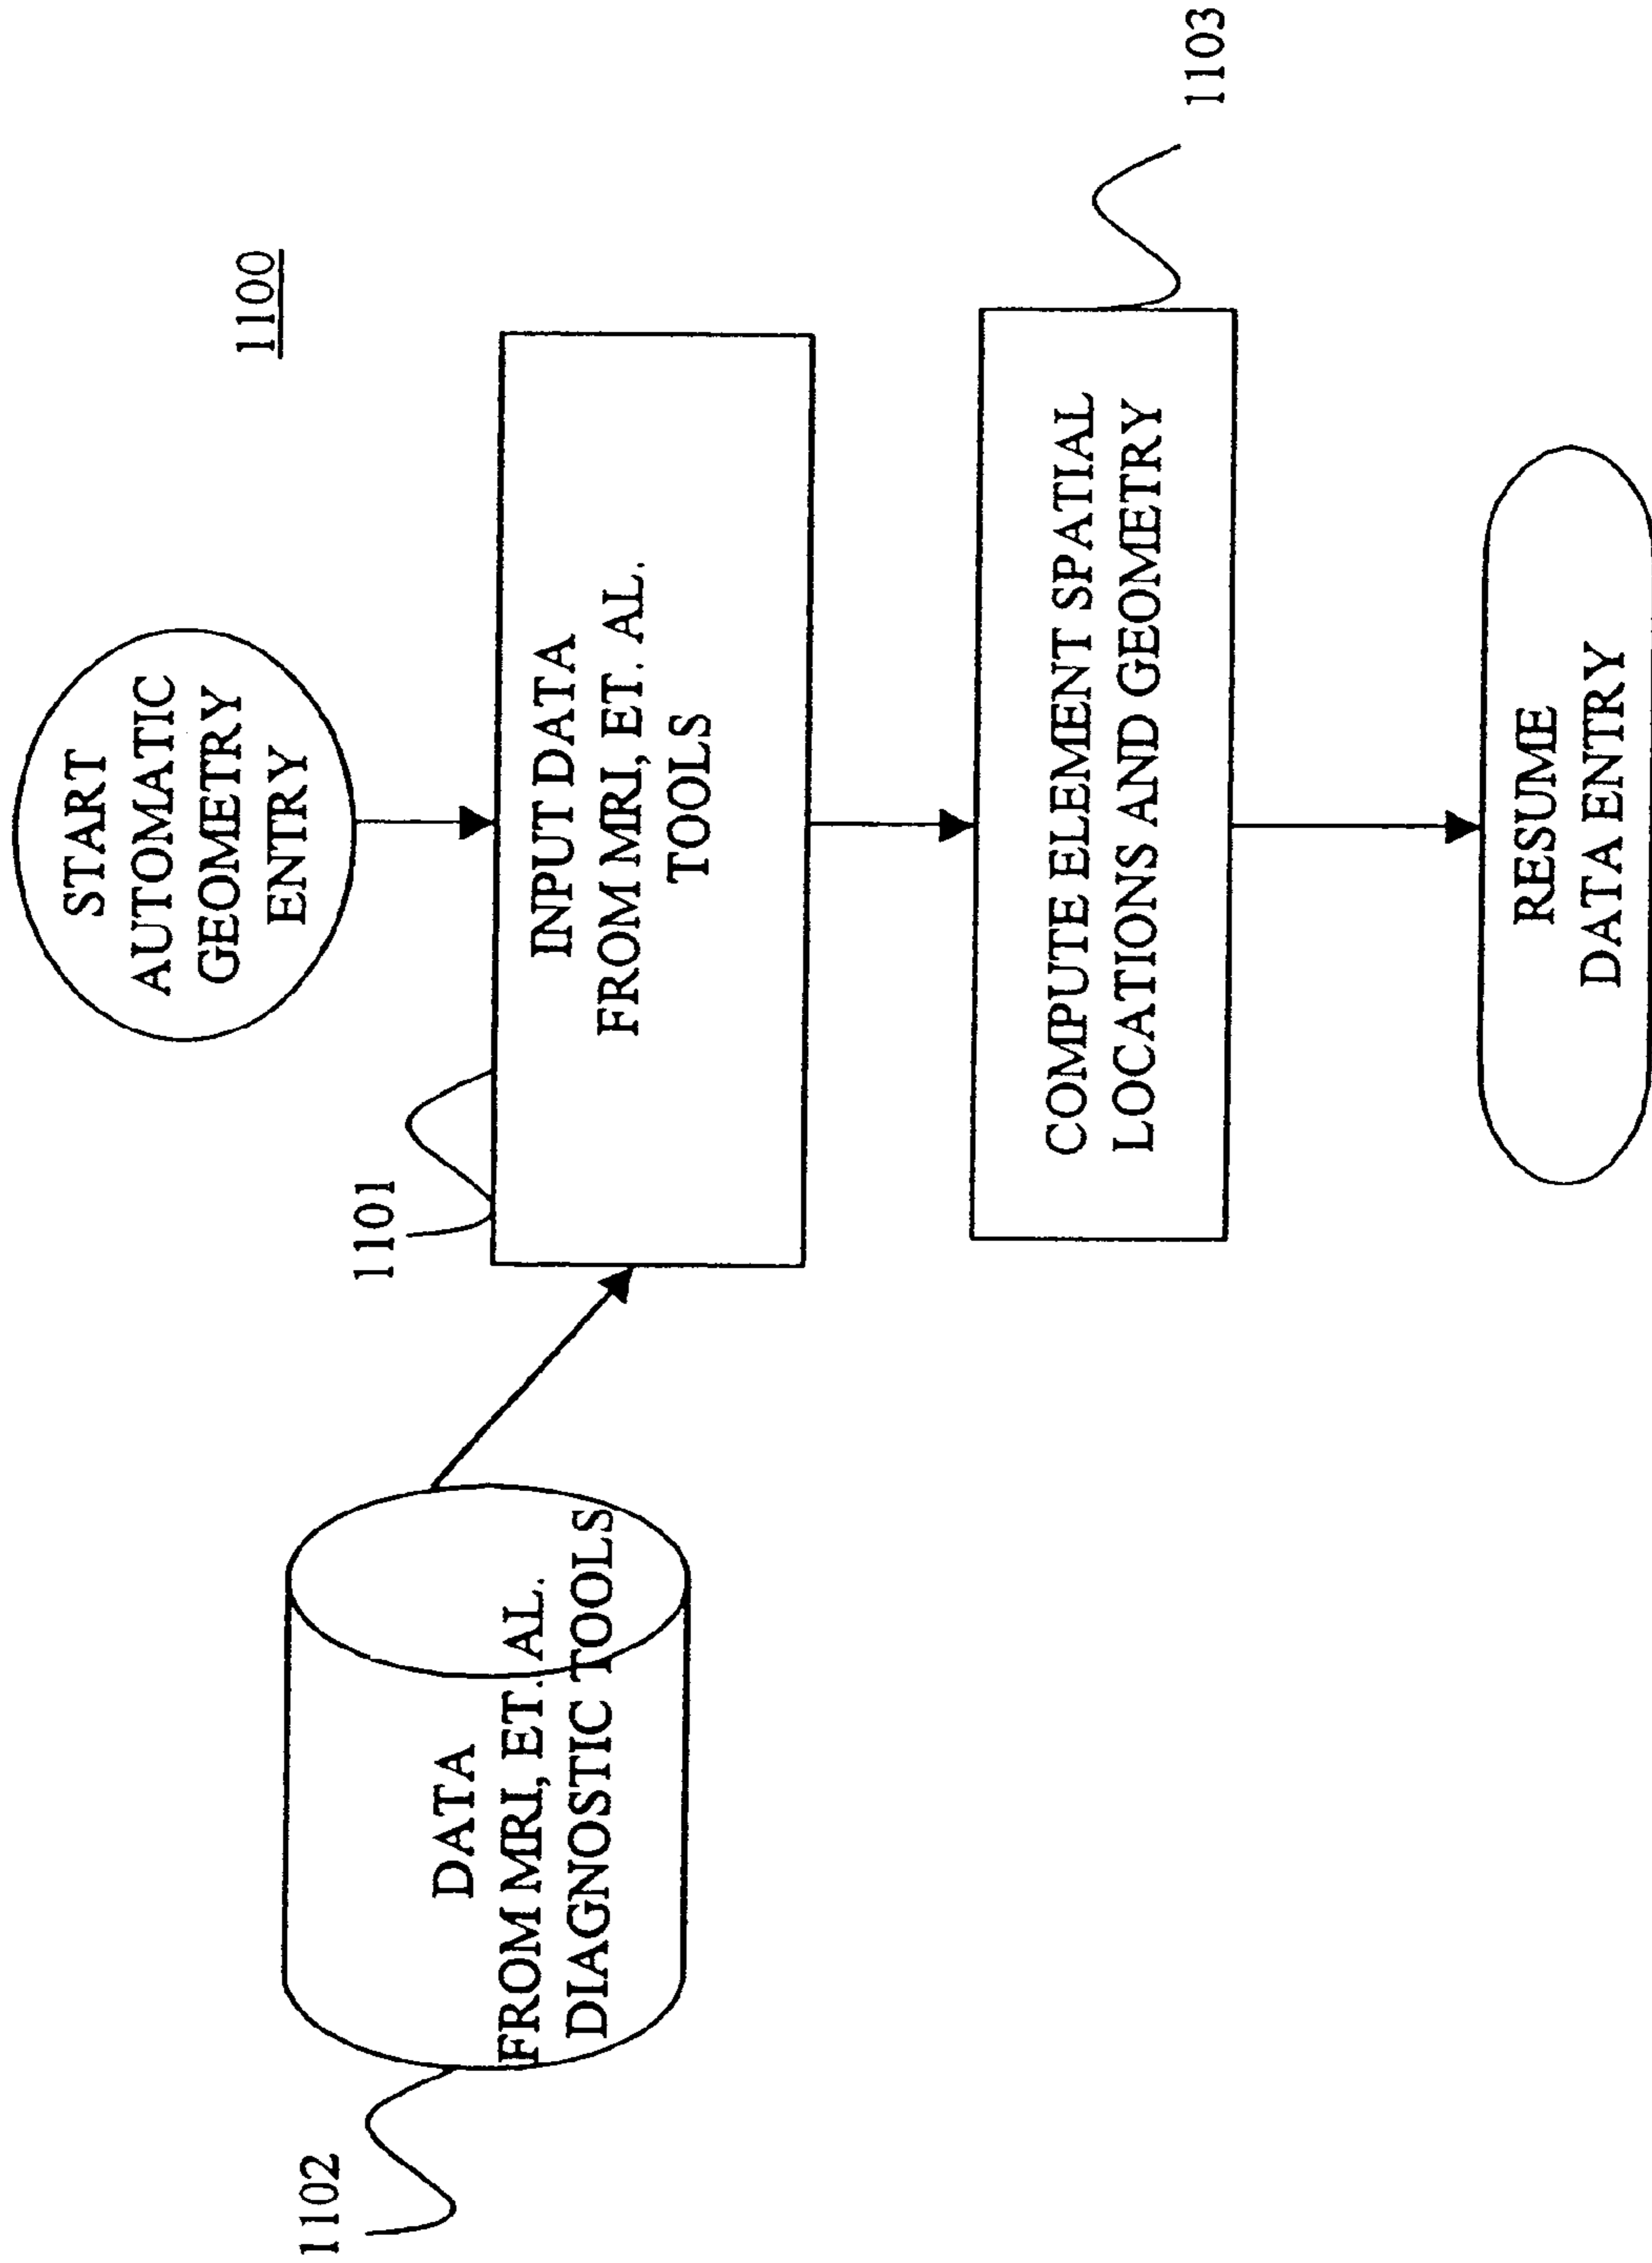 1100
START
AUTOMATIC
GEOMETRY
ENTRY
1101
INPUT DATA
FROM MRI, ET. AL.
TOOLS
1102
DATA
FROM MRI, ET. AL.
DIAGNOSTIC TOOLS
1103
COMPUTE ELEMENT SPATIAL
LOCATIONS AND GEOMETRY
RESUME
DATA ENTRY